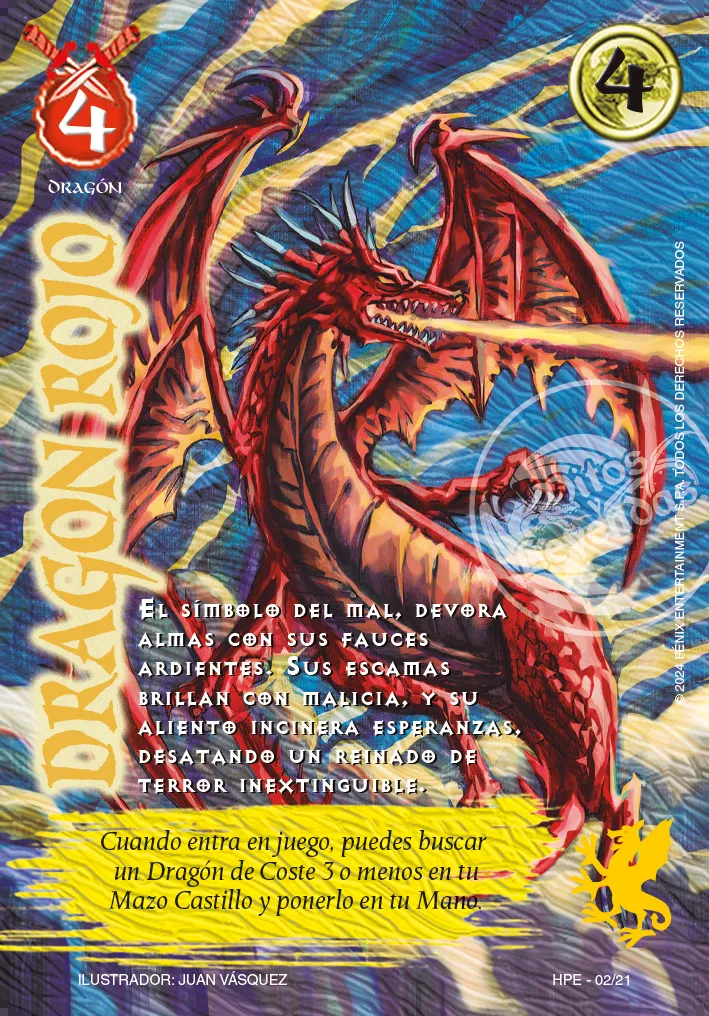 4
4
DRAGÓN
DRAGÓN ROJO
EL SÍMBOLO DEL MAL, DEVORA
ALMAS CON SUS FAUCES
ARDIENTES. SUS ESCAMAS
BRILLAN CON MALICIA, Y SU
ALIENTO INCINERA ESPERANZAS,
DESATANDO UN REINADO DE
TERROR INEXTINGUIBLE.
Cuando entra en juego, puedes buscar
un Dragón de Coste 3 o menos en tu
Mazo Castillo y ponerlo en tu Mano.
Mitos
Leyendas
© 2024 FÉNIX ENTERTAINMENT S.P.A. TODOS LOS DERECHOS RESERVADOS
ILUSTRADOR: JUAN VÁSQUEZ
HPE - 02/21